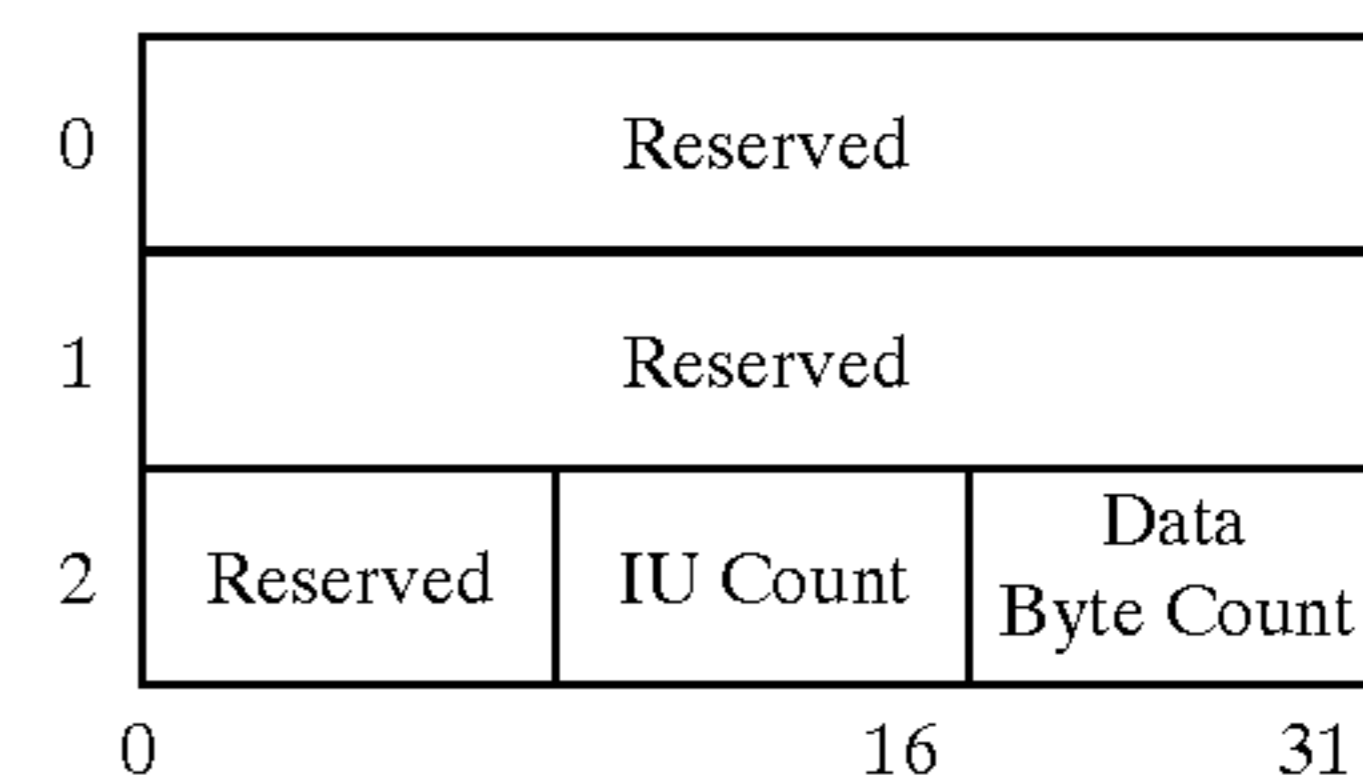 0 Reserved
1 Reserved
2 Reserved IU Count Data
Byte Count
0 16 31